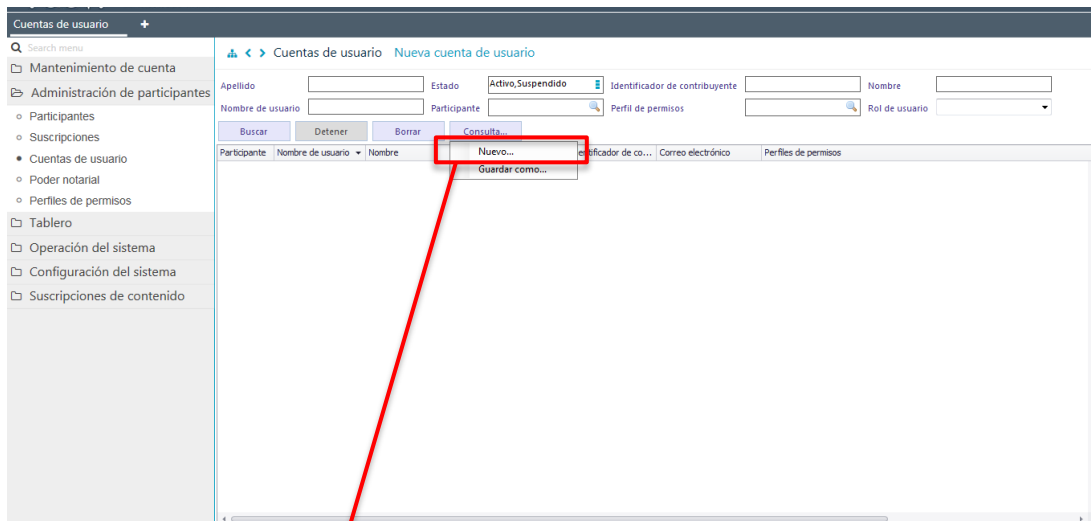 Cuentas de usuario +
Search menu
Mantenimiento de cuenta
Administración de participantes
Participantes
Suscripciones
Cuentas de usuario
Poder notarial
Perfiles de permisos
Tablero
Operación del sistema
Configuración del sistema
Suscripciones de contenido
Cuentas de usuario Nueva cuenta de usuario
Apellido Estado Activo,Suspendido Identificador de contribuyente Nombre
Nombre de usuario Participante Perfil de permisos Rol de usuario
Buscar Detener Borrar Consulta...
Participante Nombre de usuario Nombre entificador de co... Correo electrónico Perfiles de permisos
Nuevo...
Guardar como...